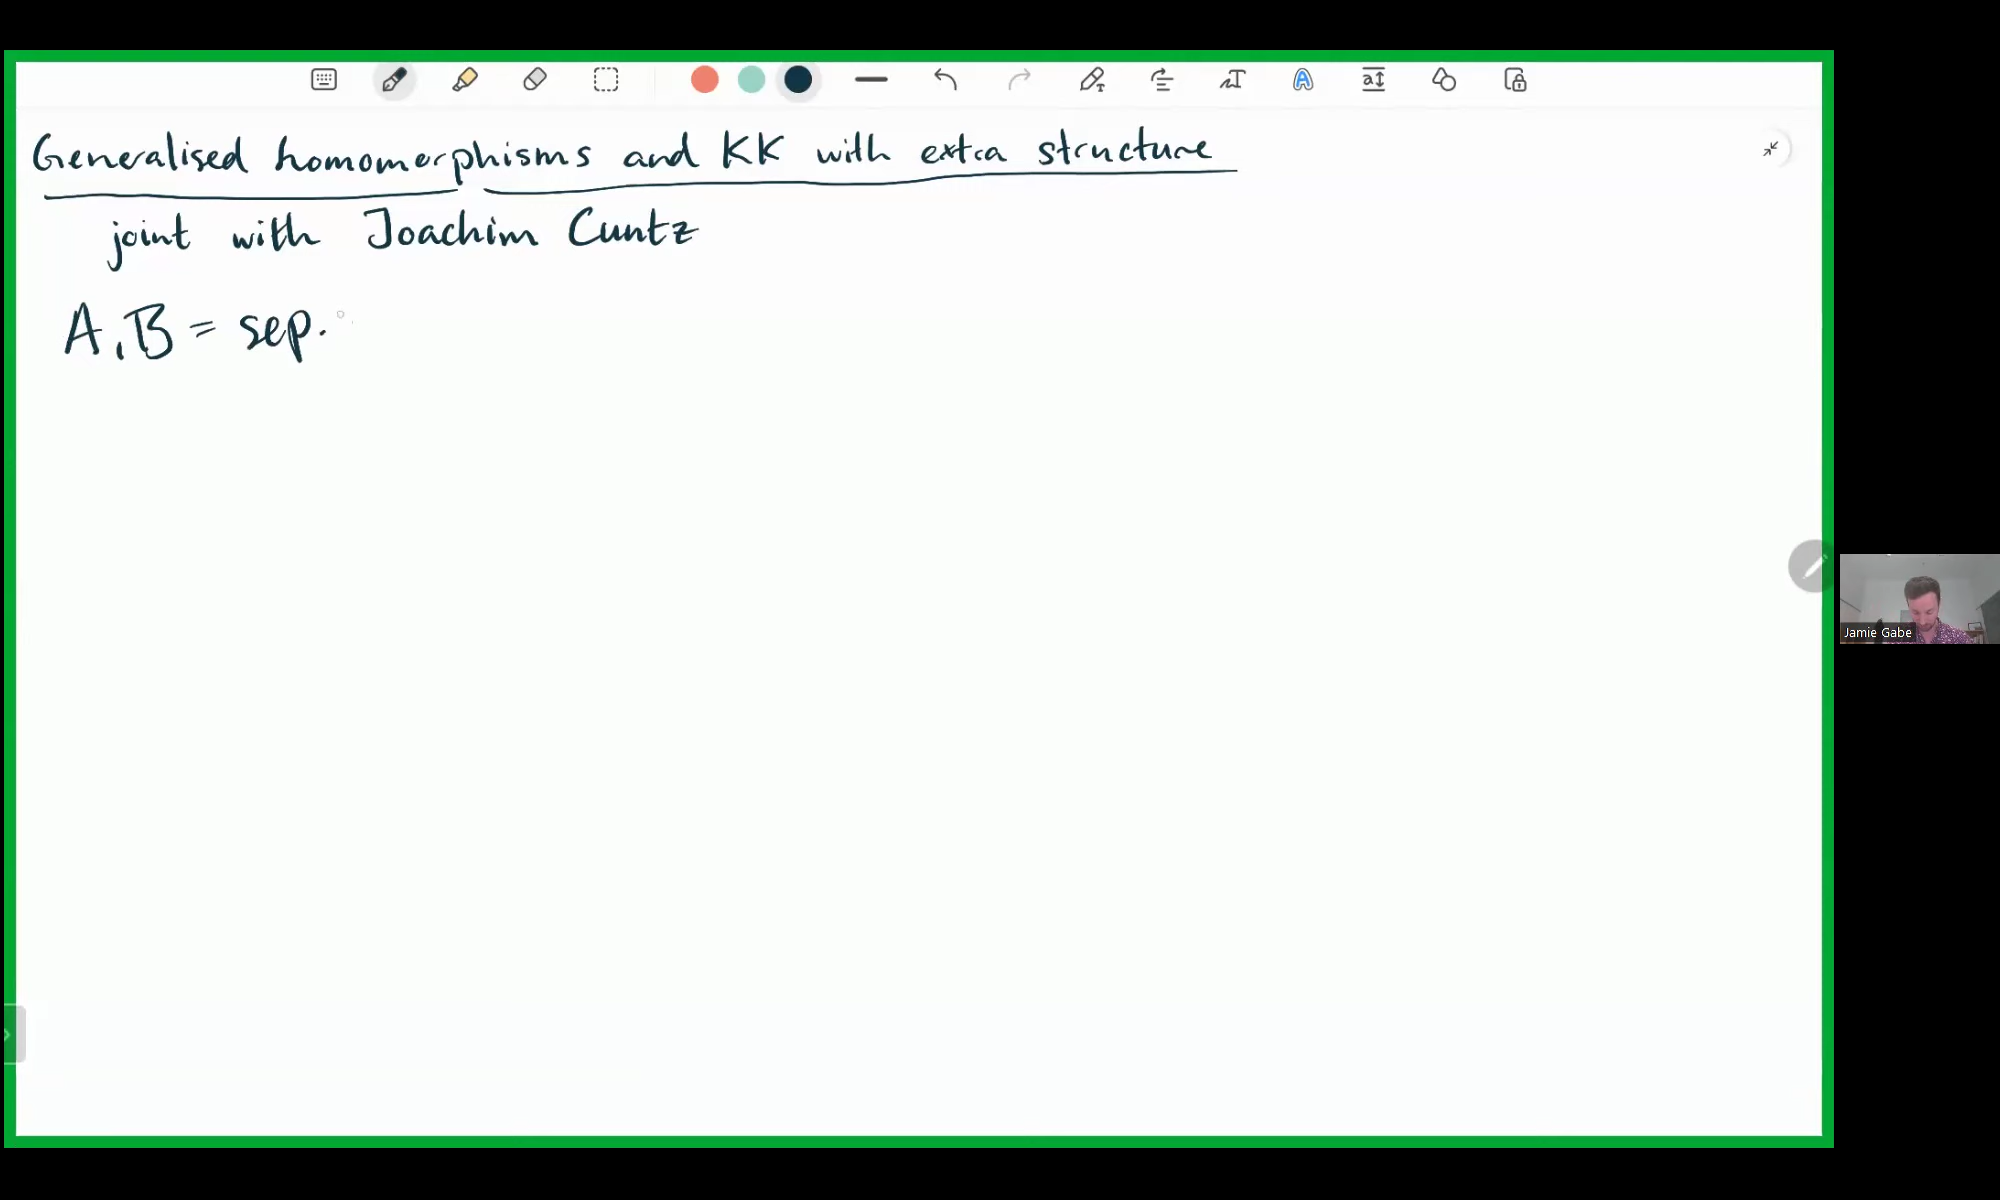 Generalised homomorphisms and KK with extra structure
joint with Joachim Cuntz
A, B = sep.
Jamie Gabe